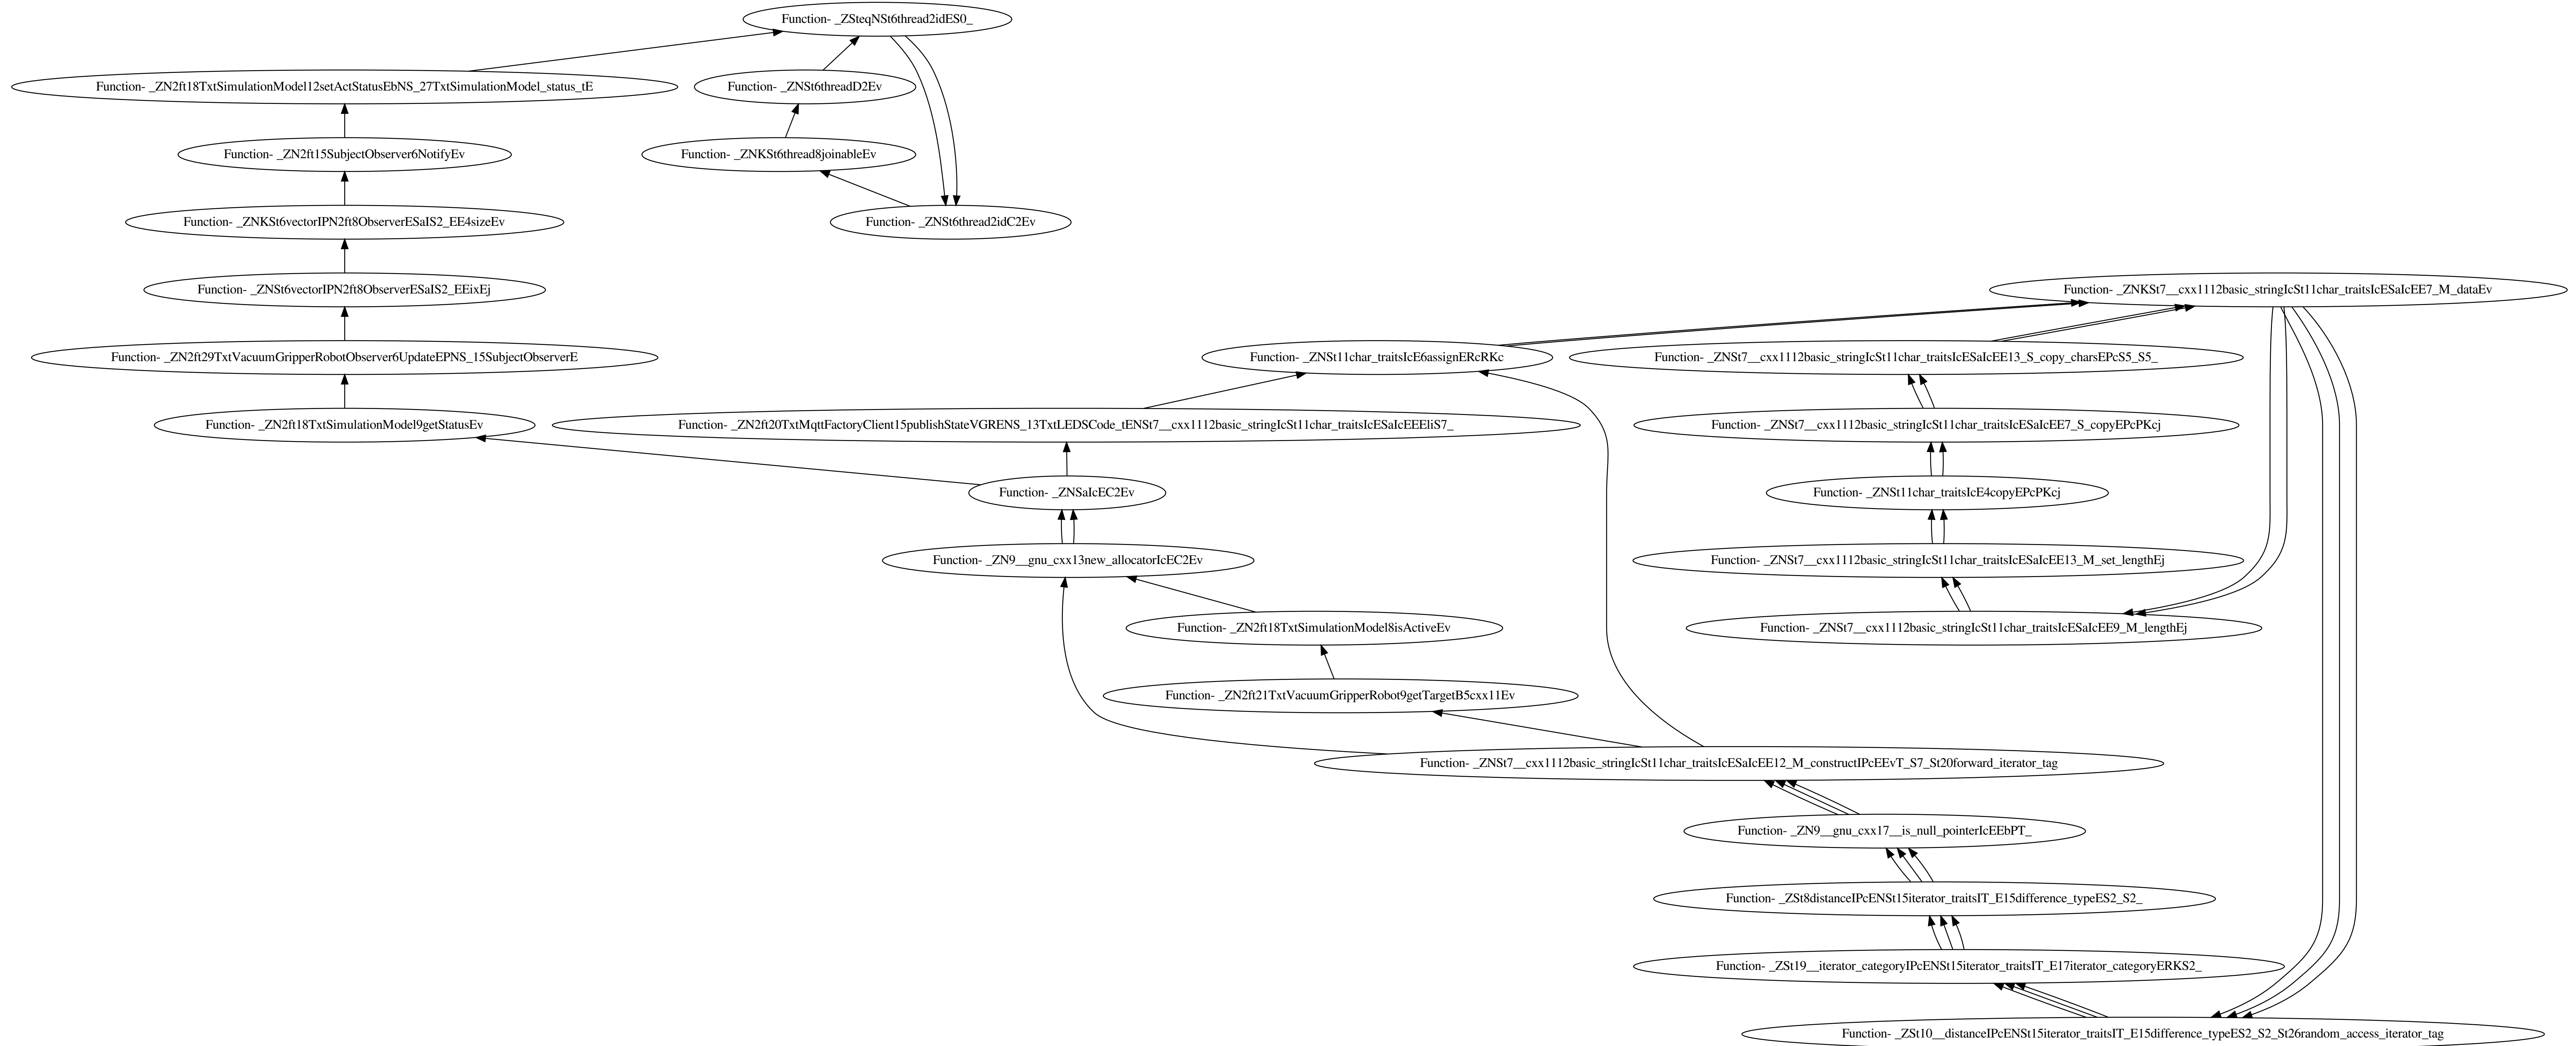 Function- _ZSteqNSt6thread2idES0_
Function- _ZN2ft18TxtSimulationModel12setActStatusEbNS_27TxtSimulationModel_status_tE
Function- _ZNSt6threadD2Ev
Function- _ZN2ft15SubjectObserver6NotifyEv
Function- _ZNKSt6thread8joinableEv
Function- _ZNKSt6vectorIPN2ft8ObserverESaIS2_EE4sizeEv
Function- _ZNSt6thread2idC2Ev
Function- _ZNSt6vectorIPN2ft8ObserverESaIS2_EEixEj
Function- _ZNKSt7__cxx1112basic_stringIcSt11char_traitsIcESaIcEE7_M_dataEv
Function- _ZN2ft29TxtVacuumGripperRobotObserver6UpdateEPNS_15SubjectObserverE
Function- _ZNSt11char_traitsIcE6assignERcRKc
Function- _ZNSt7__cxx1112basic_stringIcSt11char_traitsIcESaIcEE13_S_copy_charsEPcS5_S5_
Function- _ZN2ft18TxtSimulationModel9getStatusEv
Function- _ZN2ft20TxtMqttFactoryClient15publishStateVGRENS_13TxtLEDSCode_tENSt7__cxx1112basic_stringIcSt11char_traitsIcESaIcEEEliS7_
Function- _ZNSt7__cxx1112basic_stringIcSt11char_traitsIcESaIcEE7_S_copyEPcPKcj
Function- _ZNSaIcEC2Ev
Function- _ZNSt11char_traitsIcE4copyEPcPKcj
Function- _ZN9__gnu_cxx13new_allocatorIcEC2Ev
Function- _ZNSt7__cxx1112basic_stringIcSt11char_traitsIcESaIcEE13_M_set_lengthEj
Function- _ZN2ft18TxtSimulationModel8isActiveEv
Function- _ZNSt7__cxx1112basic_stringIcSt11char_traitsIcESaIcEE9_M_lengthEj
Function- _ZN2ft21TxtVacuumGripperRobot9getTargetB5cxx11Ev
Function- _ZNSt7__cxx1112basic_stringIcSt11char_traitsIcESaIcEE12_M_constructIPcEEvT_S7_St20forward_iterator_tag
Function- _ZN9__gnu_cxx17__is_null_pointerIcEEbPT_
Function- _ZSt8distanceIPcENSt15iterator_traitsIT_E15difference_typeES2_S2_
Function- _ZSt19__iterator_categoryIPcENSt15iterator_traitsIT_E17iterator_categoryERKS2_
Function- _ZSt10__distanceIPcENSt15iterator_traitsIT_E15difference_typeES2_S2_St26random_access_iterator_tag